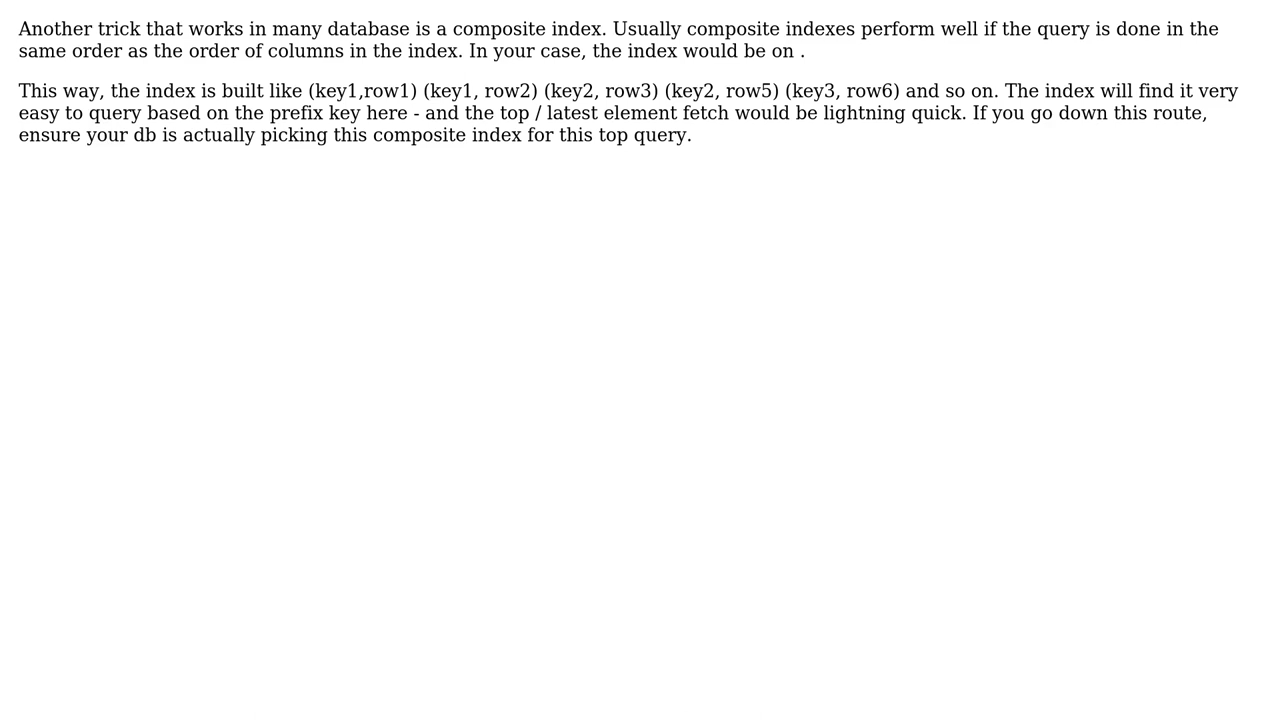 Another trick that works in many database is a composite index. Usually composite indexes perform well if the query is done in the
same order as the order of columns in the index. In your case, the index would be on .
This way, the index is built like (key1,row1) (key1, row2) (key2, row3) (key2, row5) (key3, row6) and so on. The index will find it very
easy to query based on the prefix key here - and the top / latest element fetch would be lightning quick. If you go down this route,
ensure your db is actually picking this composite index for this top query.